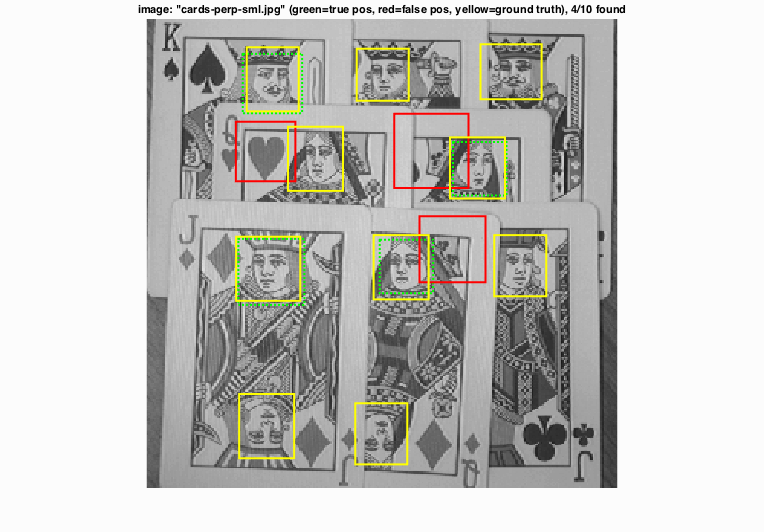 image: "cards-perp-sml.jpg" (green=true pos, red=false pos, yellow=ground truth), 4/10 found
K
Q
J
J
Q
J